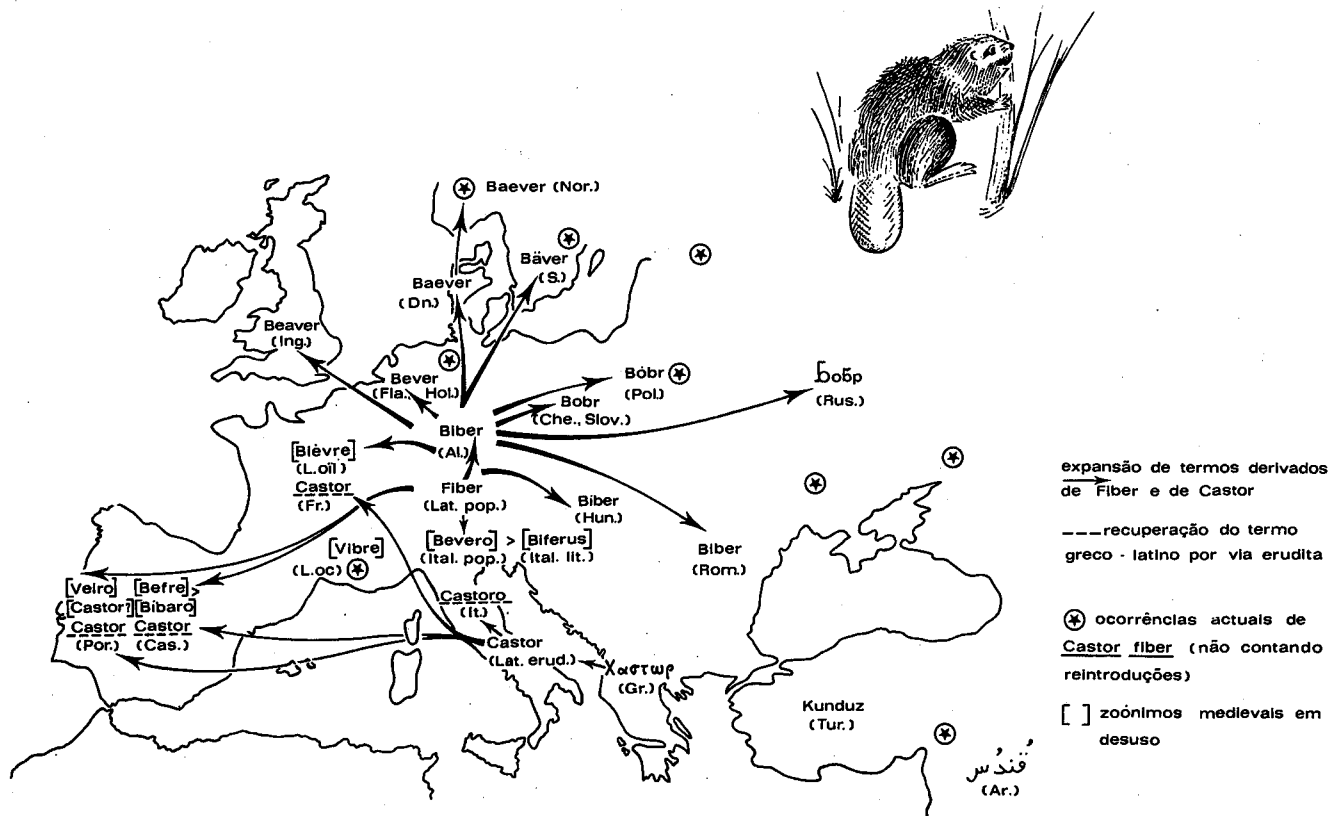 Baever (Nor.)
Bäver
(S.)
Baever
(Dn.)
Beaver
(Ing.)
Bever
(Fla., Hol.)
Bóbr
(Pol.)
Bobr
(Che., Slov.)
Бобр
(Rus.)
Biber
(Al.)
[Bièvre]
(L.oïl)
Castor
(Fr.)
Fiber
(Lat. pop.)
Biber
(Hun.)
Biber
(Rom.)
[Bevero] > [Biferus]
(Ital. pop.) (Ital. lit.)
[Vibre]
(L.oc)
[Veiro] [Befre]
[Castor?] [Bíbaro]
Castor Castor
(Por.) (Cas.)
Castoro
(It.)
Castor
(Lat. erud.)
Χαστωρ
(Gr.)
Kunduz
(Tur.)
قُندُس
(Ar.)
expansão de termos derivados
de Fiber e de Castor
---recuperação do termo
greco - latino por via erudita
ocorrências actuais de
Castor fiber (não contando
reintroduções)
[ ] zoónimos medievais em
desuso